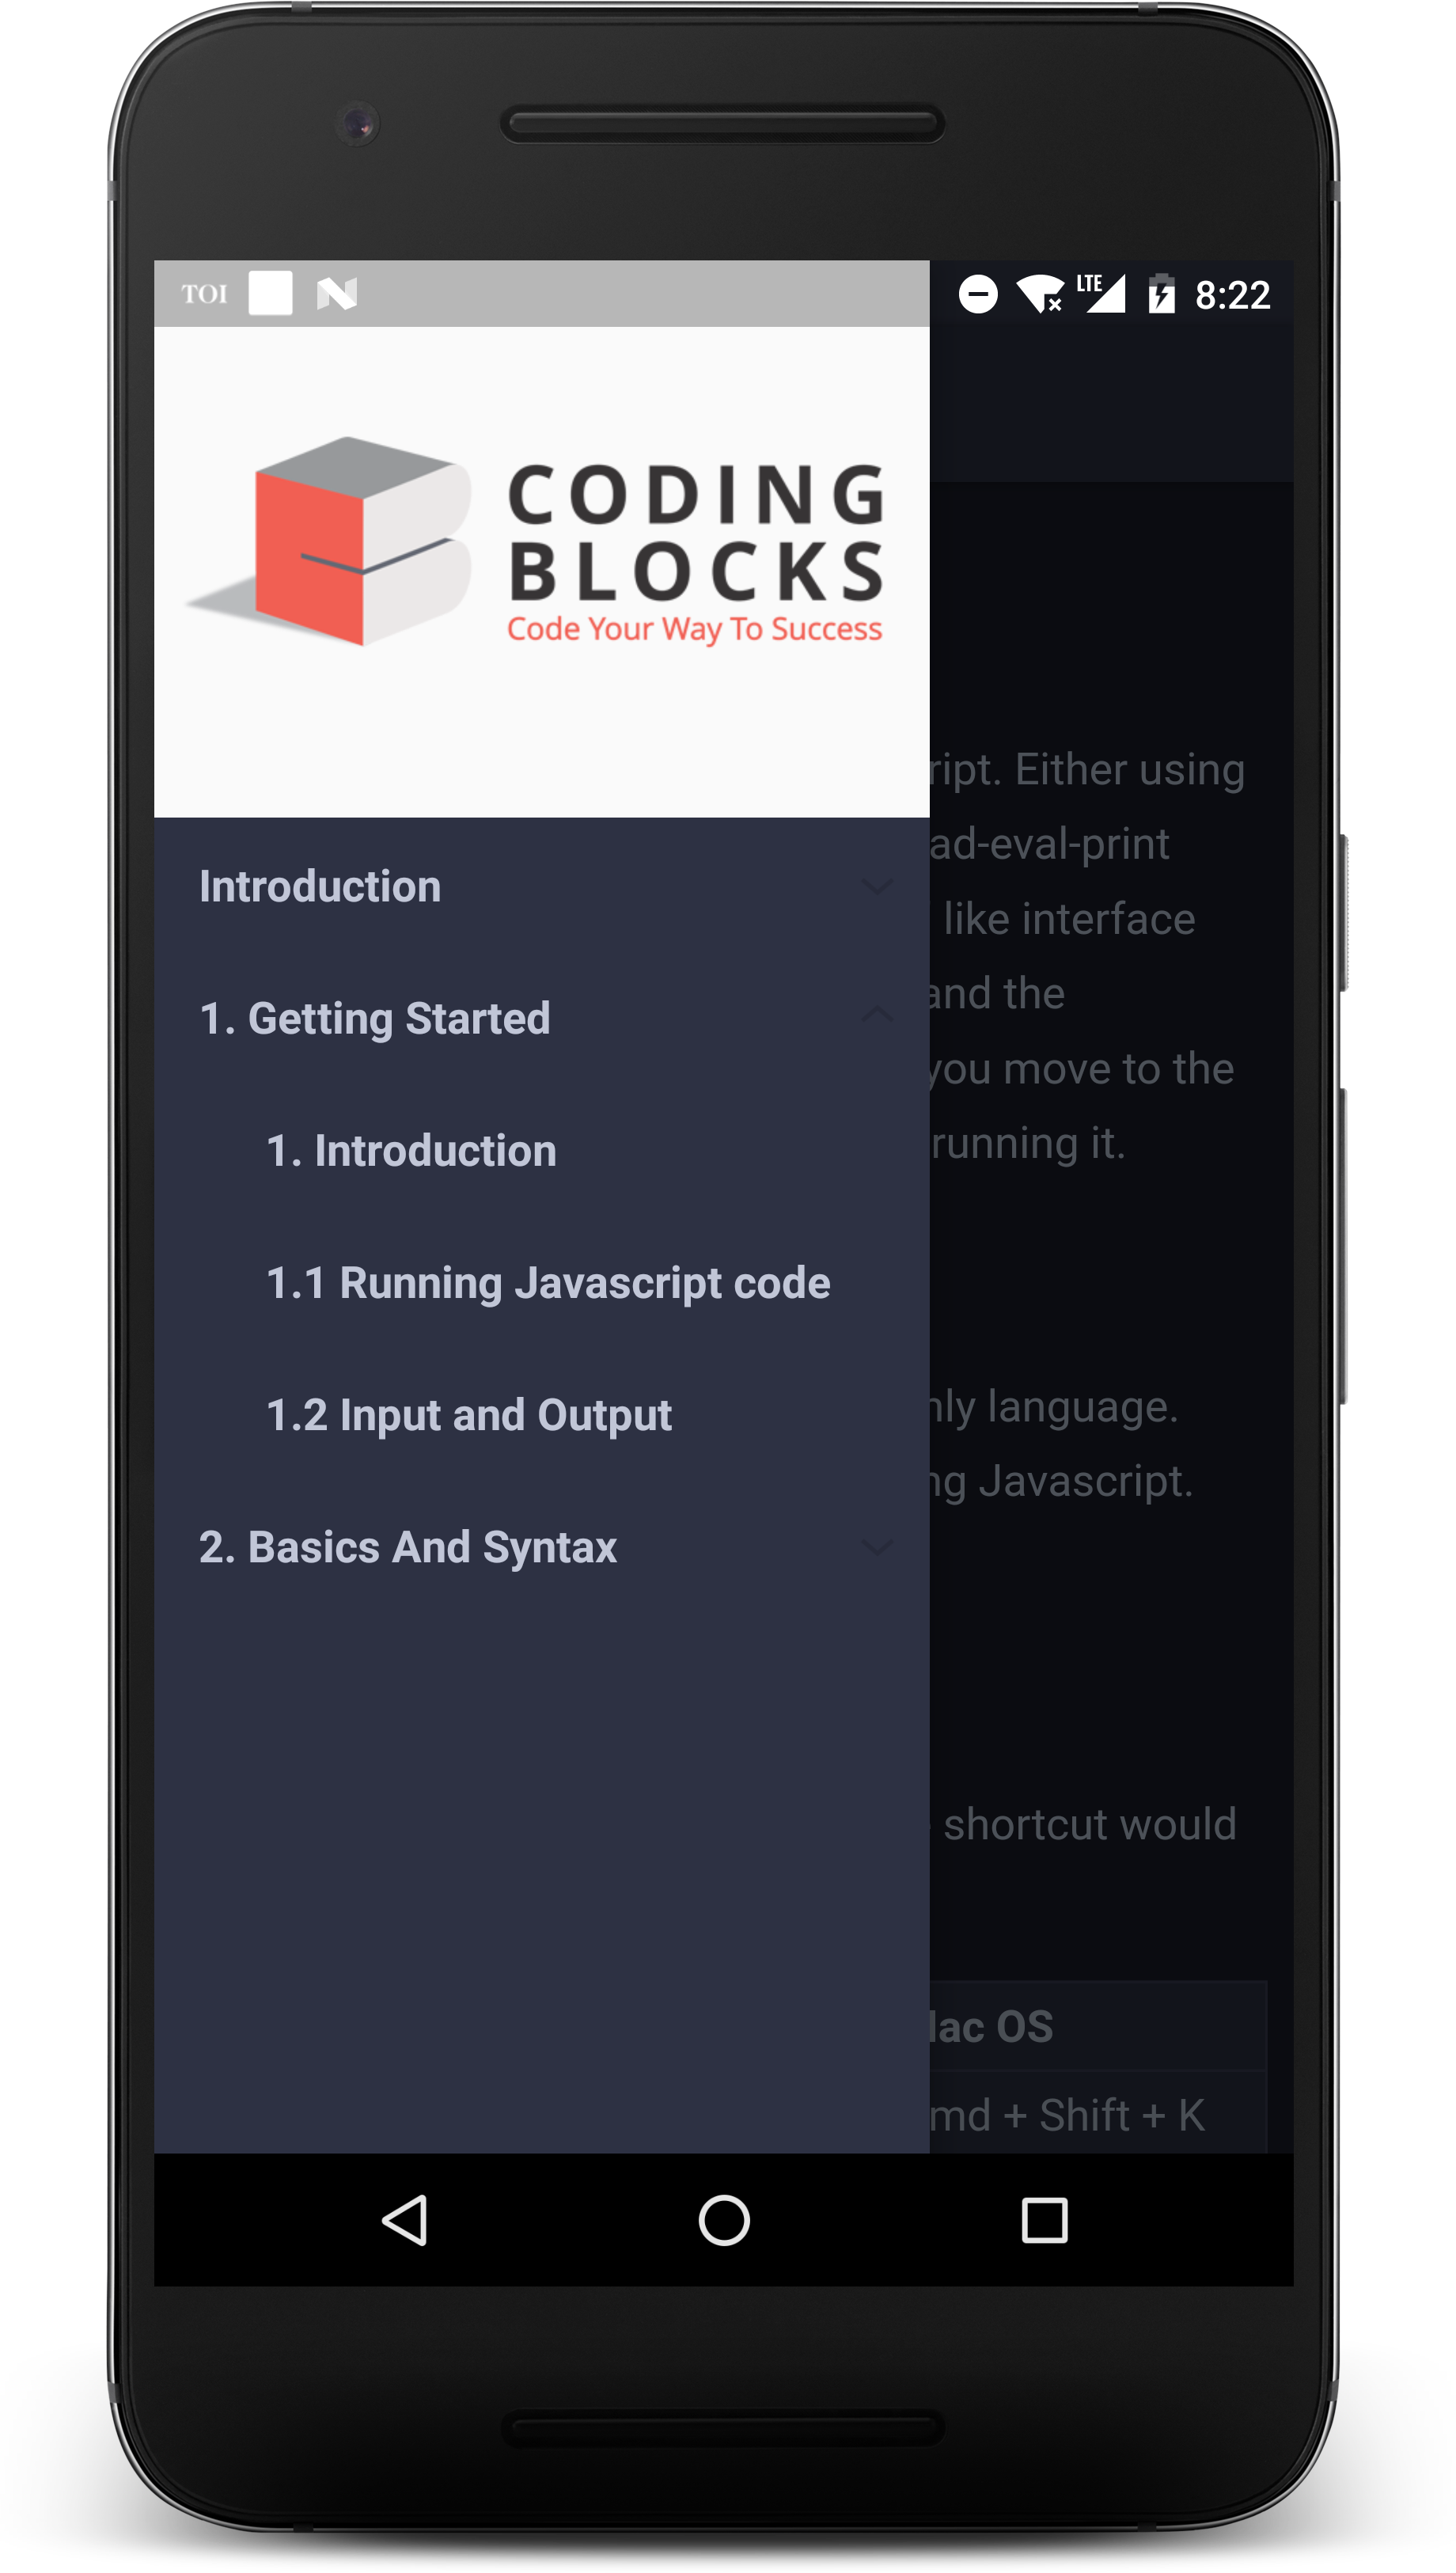 TOI
LTE 8:22
CODING
BLOCKS
Code Your Way To Success
Introduction
1. Getting Started
1. Introduction
1.1 Running Javascript code
1.2 Input and Output
2. Basics And Syntax
ript. Either using
ad-eval-print
like interface
and the
you move to the
running it.
nly language.
ng Javascript.
shortcut would
ac OS
md + Shift + K